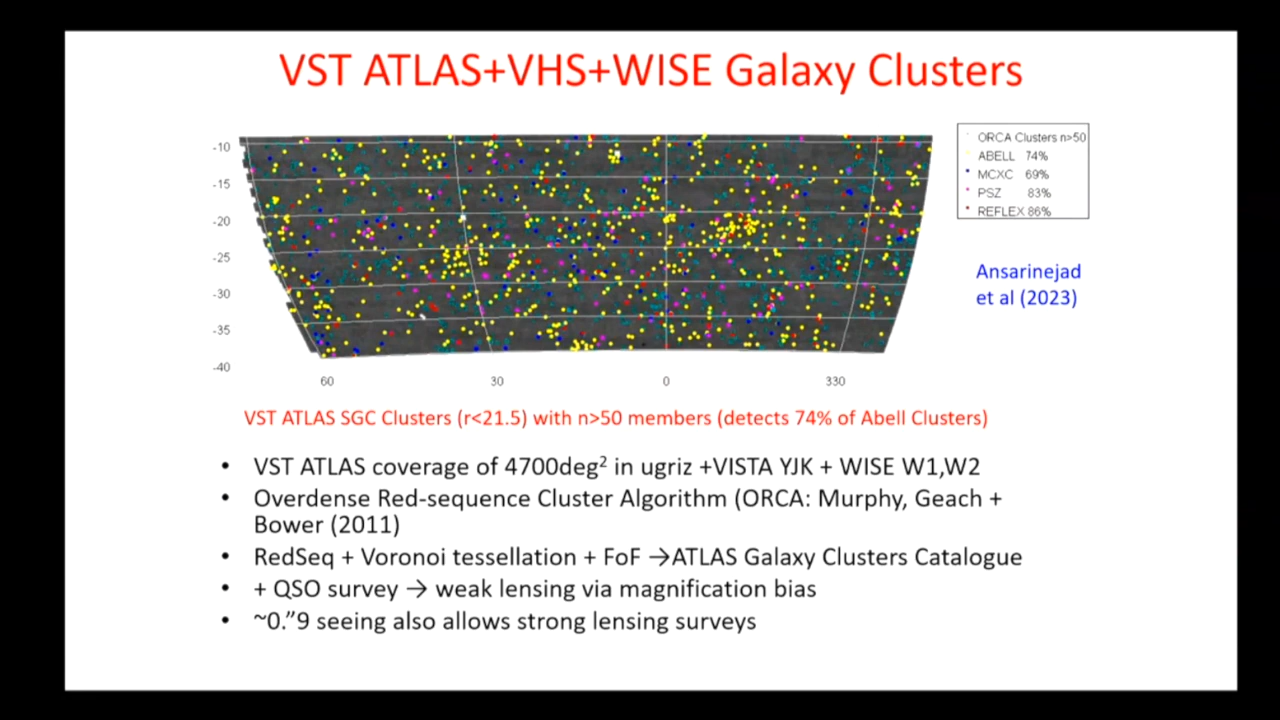 VST ATLAS+VHS+WISE Galaxy Clusters
-10
-15
-20
-25
-30
-35
-40
60
30
0
330
ORCA Clusters n>50
ABELL 74%
MCXC 69%
PSZ 83%
REFLEX 86%
Ansarinejad
et al (2023)
VST ATLAS SGC Clusters (r<21.5) with n>50 members (detects 74% of Abell Clusters)
• VST ATLAS coverage of 4700deg² in ugriz +VISTA YJK + WISE W1,W2
• Overdense Red-sequence Cluster Algorithm (ORCA: Murphy, Geach +
Bower (2011)
• RedSeq + Voronoi tessellation + FoF →ATLAS Galaxy Clusters Catalogue
• + QSO survey → weak lensing via magnification bias
• ~0.”9 seeing also allows strong lensing surveys